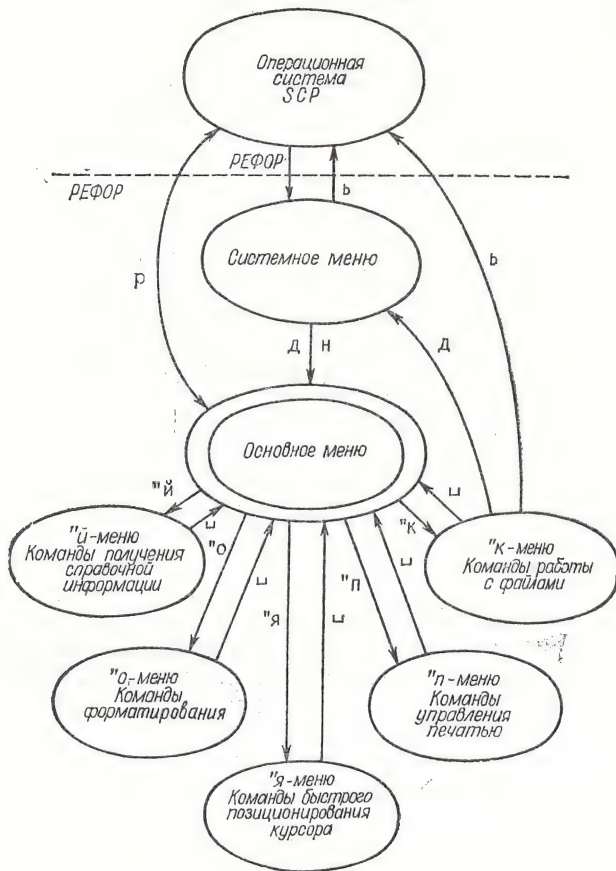 Операционная
система
SCP
РЕФОР
РЕФОР
ь
Системное меню
р
ь
Д Н
Д
Основное меню
"й
"к
␣
␣
"о
␣
"я
␣
"п
␣
"й-меню
Команды получения
справочной
информации
"к-меню
Команды работы
с файлами
"о-меню
Команды
форматирования
"п-меню
Команды
управления
печатью
"я-меню
Команды быстрого
позиционирования
курсора